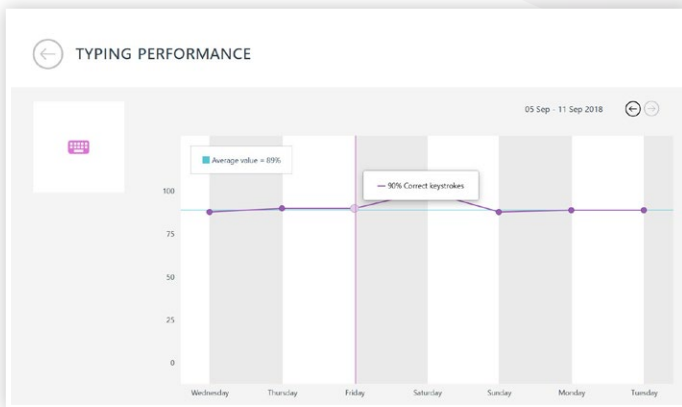 TYPING PERFORMANCE
05 Sep - 11 Sep 2018
Average value = 89%
— 90% Correct keystrokes
100
75
50
25
0
Wednesday Thursday Friday Saturday Sunday Monday Tuesday